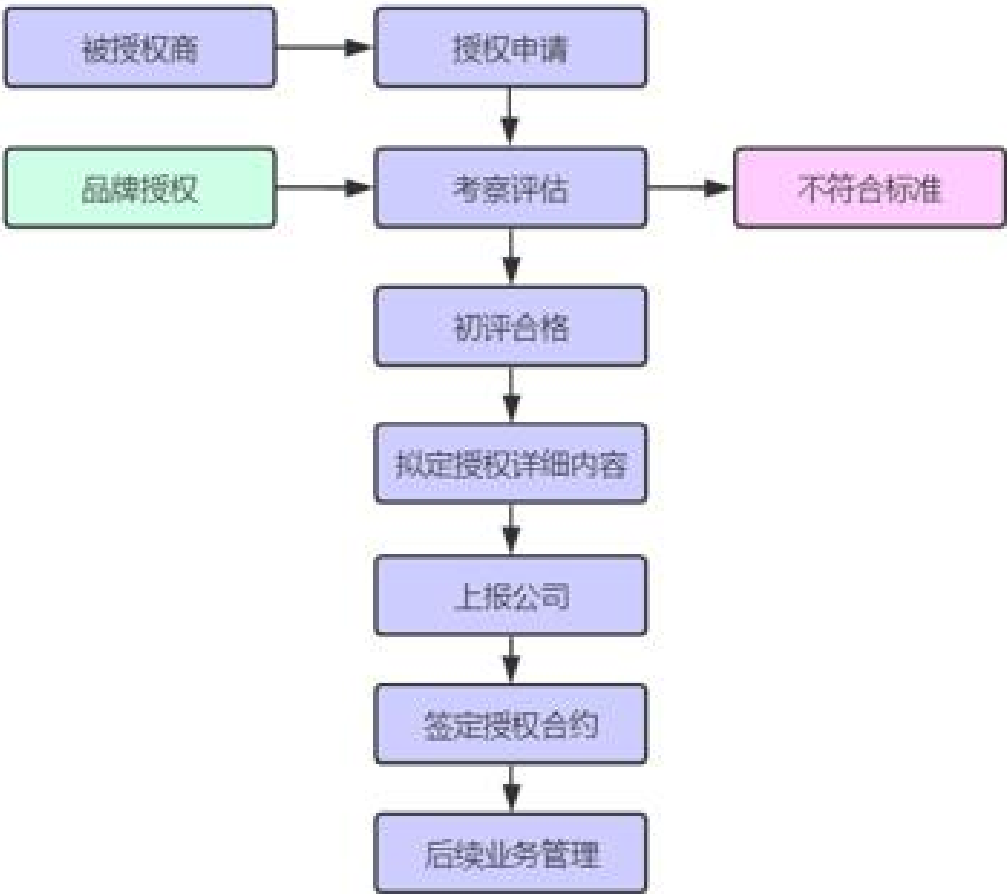 被授权商
授权申请
品牌授权
考察评估
不符合标准
初评合格
拟定授权详细内容
上报公司
签定授权合约
后续业务管理